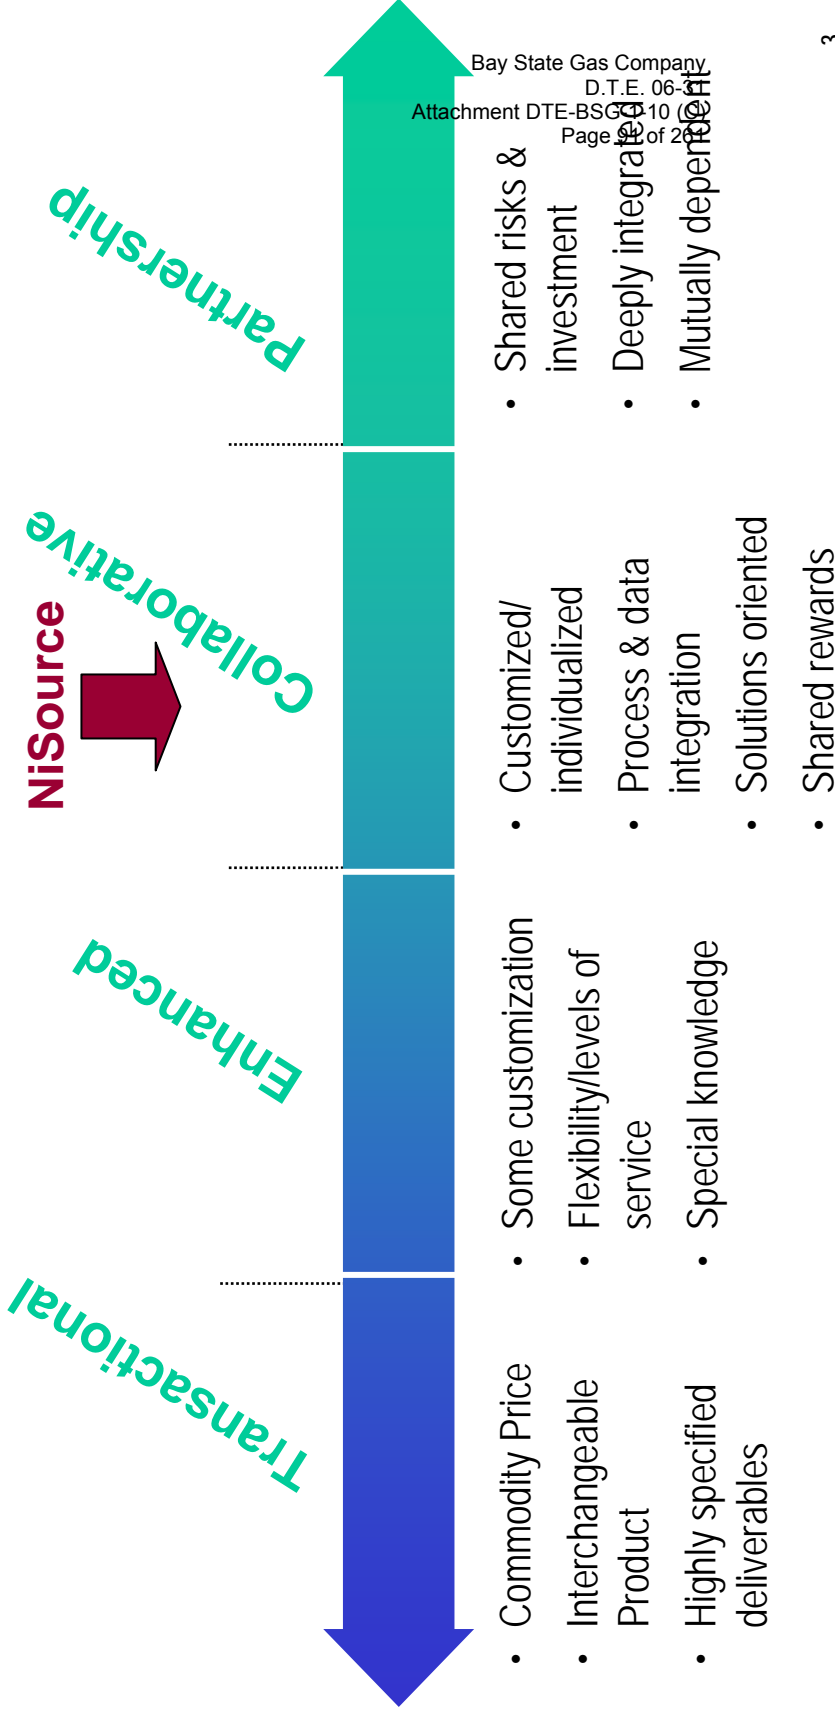 Bay State Gas Company
D.T.E. 06-31
Attachment DTE-BSG-1-10
Page of
NiSource
Transactional
Enhanced
Collaborative
Partnership
• Commodity Price
• Interchangeable
Product
• Highly specified
deliverables
• Some customization
• Flexibility/levels of
service
• Special knowledge
• Customized/
individualized
• Process & data
integration
• Solutions oriented
• Shared rewards
• Shared risks &
investment
• Deeply integrated
• Mutually dependent
3